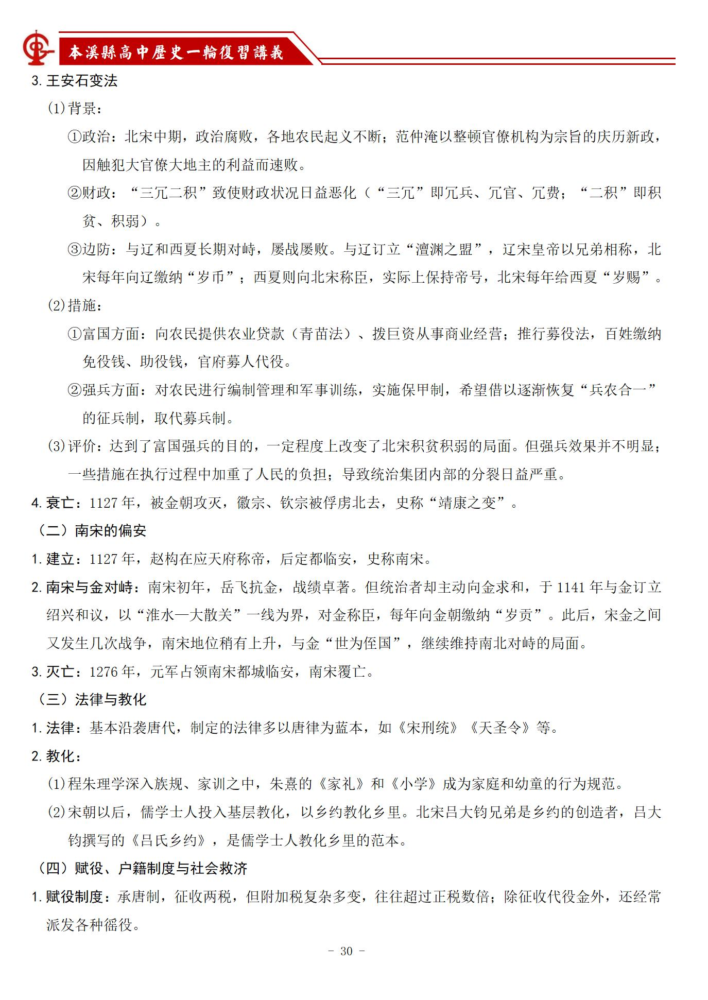 本溪縣高中歷史一輪復習講義
3.王安石变法
(1)背景：
①政治：北宋中期，政治腐败，各地农民起义不断；范仲淹以整顿官僚机构为宗旨的庆历新政，
因触犯大官僚大地主的利益而速败。
②财政：“三冗二积”致使财政状况日益恶化（“三冗”即冗兵、冗官、冗费；“二积”即积
贫、积弱）。
③边防：与辽和西夏长期对峙，屡战屡败。与辽订立“澶渊之盟”，辽宋皇帝以兄弟相称，北
宋每年向辽缴纳“岁币”；西夏则向北宋称臣，实际上保持帝号，北宋每年给西夏“岁赐”。
(2)措施：
①富国方面：向农民提供农业贷款（青苗法）、拨巨资从事商业经营；推行募役法，百姓缴纳
免役钱、助役钱，官府募人代役。
②强兵方面：对农民进行编制管理和军事训练，实施保甲制，希望借以逐渐恢复“兵农合一”
的征兵制，取代募兵制。
(3)评价：达到了富国强兵的目的，一定程度上改变了北宋积贫积弱的局面。但强兵效果并不明显；
一些措施在执行过程中加重了人民的负担；导致统治集团内部的分裂日益严重。
4.衰亡：1127年，被金朝攻灭，徽宗、钦宗被俘虏北去，史称“靖康之变”。
（二）南宋的偏安
1.建立：1127年，赵构在应天府称帝，后定都临安，史称南宋。
2.南宋与金对峙：南宋初年，岳飞抗金，战绩卓著。但统治者却主动向金求和，于1141年与金订立
绍兴和议，以“淮水—大散关”一线为界，对金称臣，每年向金朝缴纳“岁贡”。此后，宋金之间
又发生几次战争，南宋地位稍有上升，与金“世为侄国”，继续维持南北对峙的局面。
3.灭亡：1276年，元军占领南宋都城临安，南宋覆亡。
（三）法律与教化
1.法律：基本沿袭唐代，制定的法律多以唐律为蓝本，如《宋刑统》《天圣令》等。
2.教化：
(1)程朱理学深入族规、家训之中，朱熹的《家礼》和《小学》成为家庭和幼童的行为规范。
(2)宋朝以后，儒学士人投入基层教化，以乡约教化乡里。北宋吕大钧兄弟是乡约的创造者，吕大
钧撰写的《吕氏乡约》，是儒学士人教化乡里的范本。
（四）赋役、户籍制度与社会救济
1.赋役制度：承唐制，征收两税，但附加税复杂多变，往往超过正税数倍；除征收代役金外，还经常
派发各种徭役。
- 30 -